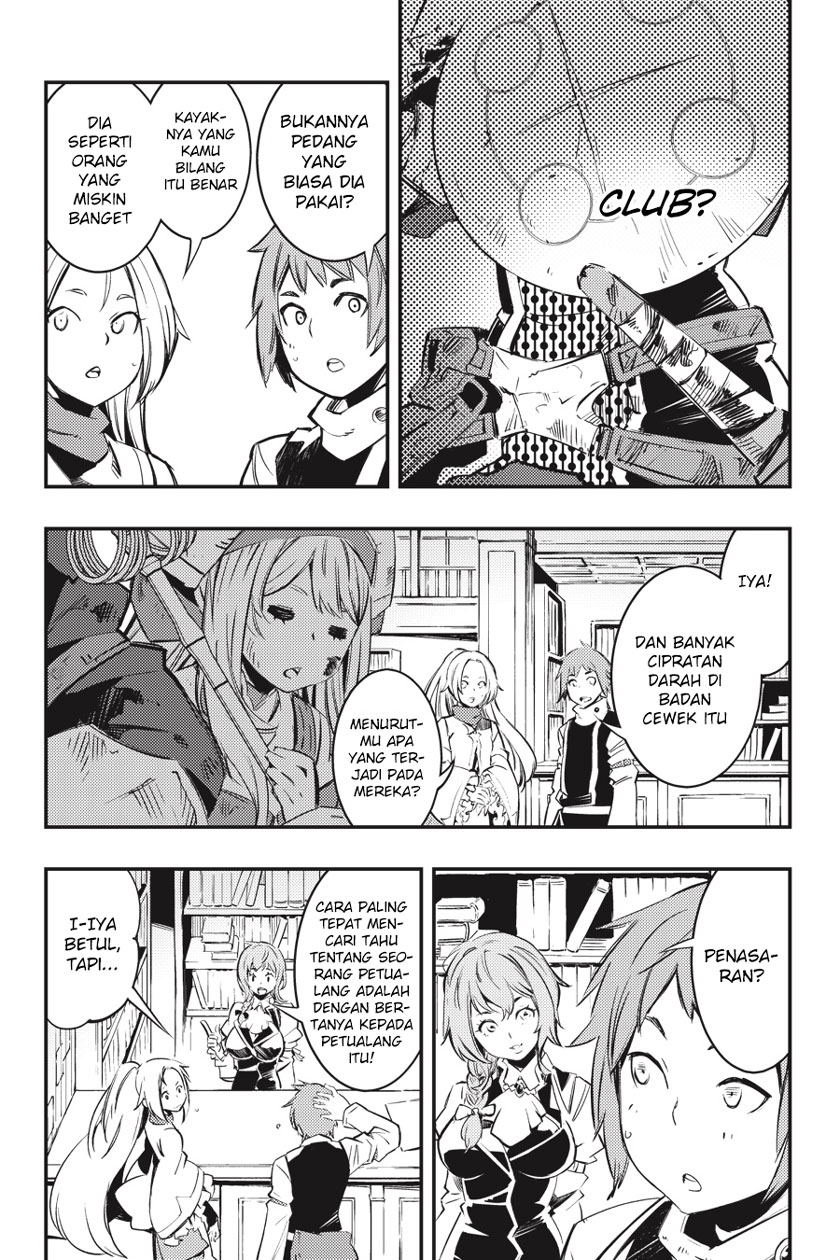 CLUB?
BUKANNYA
PEDANG
YANG
BIASA DIA
PAKAI?
KAYAK-
NYA YANG
KAMU
BILANG
ITU BENAR
DIA
SEPERTI
ORANG
YANG
MISKIN
BANGET
IYA!
DAN BANYAK
CIPRATAN
DARAH DI
BADAN
CEWEK ITU
MENURUT-
MU APA
YANG TER-
JADI PADA
MEREKA?
PENASA-
RAN?
CARA PALING
TEPAT MEN-
CARI TAHU
TENTANG SEO-
RANG PETUA-
LANG ADALAH
DENGAN BER-
TANYA KEPADA
PETUALANG
ITU!
I-IYA
BETUL,
TAPI...